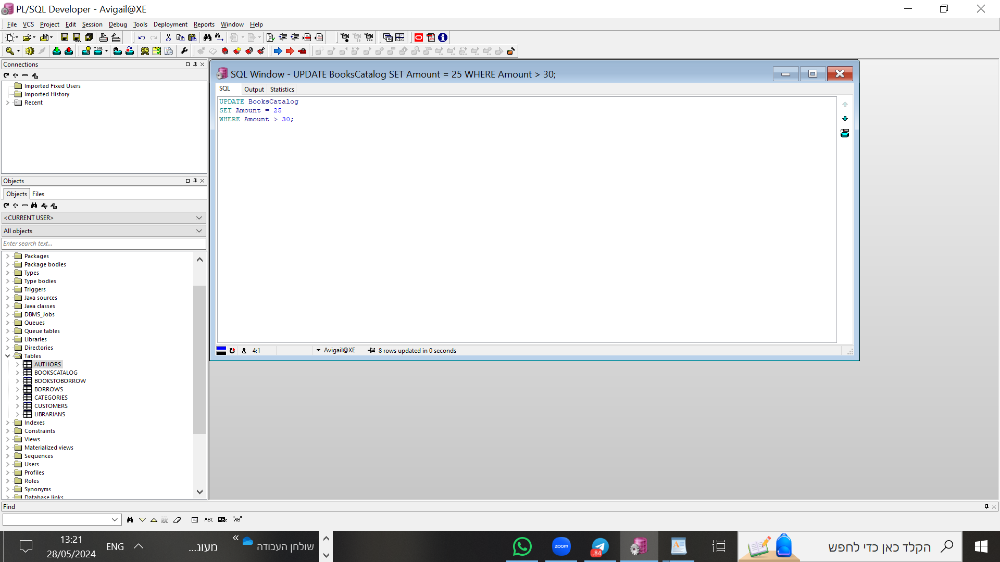 PL/SQL Developer - Avigail@XE
File VCS Project Edit Session Debug Tools Deployment Reports Window Help
Connections
Imported Fixed Users
Imported History
Recent
Objects
Objects Files
<CURRENT USER>
All objects
Enter search text...
Packages
Package bodies
Types
Type bodies
Triggers
Java sources
Java classes
DBMS_Jobs
Queues
Queue tables
Libraries
Directories
Tables
AUTHORS
BOOKSCATALOG
BOOKSTOBORROW
BORROWS
CATEGORIES
CUSTOMERS
LIBRARIANS
Indexes
Constraints
Views
Materialized views
Sequences
Users
Profiles
Roles
Synonyms
Database links
SQL Window - UPDATE BooksCatalog SET Amount = 25 WHERE Amount > 30;
SQL Output Statistics
UPDATE BooksCatalog
SET Amount = 25
WHERE Amount > 30;
& 4:1 Avigail@XE 8 rows updated in 0 seconds
Find
ABC "AB"
13:21
28/05/2024
ENG
מעונ...
שולחן העבודה
zoom
..84
הקלד כאן כדי לחפש